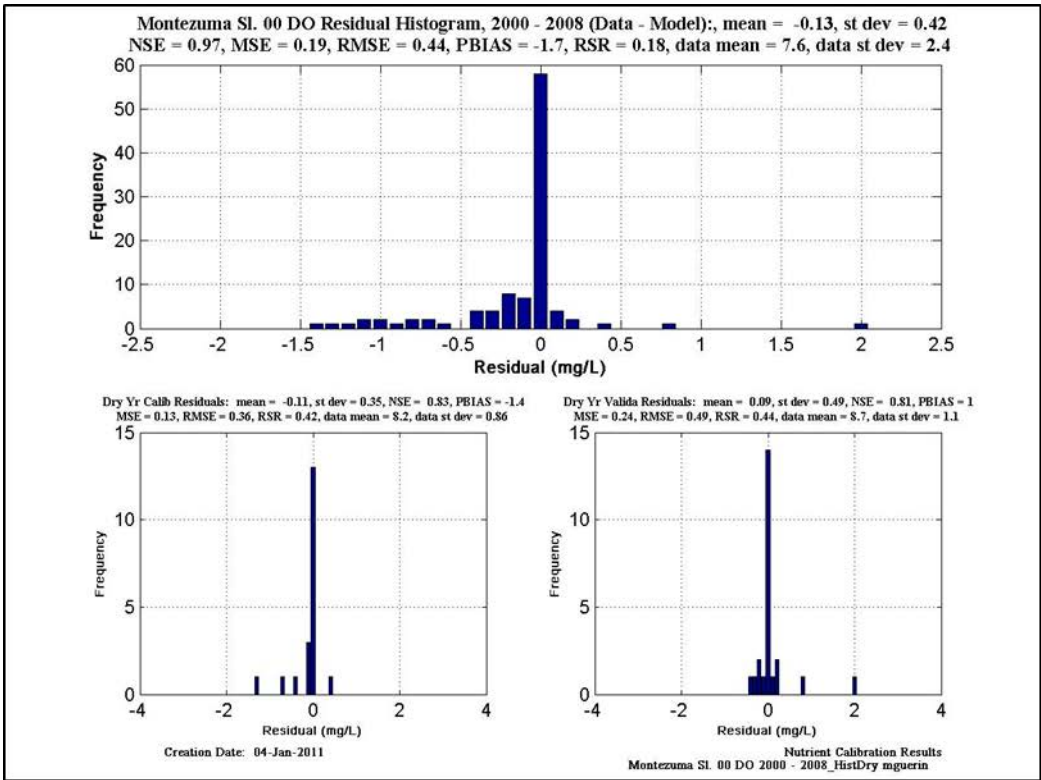 Montezuma Sl. 00 DO Residual Histogram, 2000 - 2008 (Data - Model):, mean = -0.13, st dev = 0.42
NSE = 0.97, MSE = 0.19, RMSE = 0.44, PBIAS = -1.7, RSR = 0.18, data mean = 7.6, data st dev = 2.4
60
50
40
30
20
10
0
Frequency
-2.5 -2 -1.5 -1 -0.5 0 0.5 1 1.5 2 2.5
Residual (mg/L)
Dry Yr Calib Residuals: mean = -0.11, st dev = 0.35, NSE = 0.83, PBIAS = -1.4
MSE = 0.13, RMSE = 0.36, RSR = 0.42, data mean = 8.2, data st dev = 0.86
15
10
5
0
Frequency
-4 -2 0 2 4
Residual (mg/L)
Creation Date: 04-Jan-2011
Dry Yr Valida Residuals: mean = 0.09, st dev = 0.49, NSE = 0.81, PBIAS = 1
MSE = 0.24, RMSE = 0.49, RSR = 0.44, data mean = 8.7, data st dev = 1.1
15
10
5
0
Frequency
-4 -2 0 2 4
Residual (mg/L)
Nutrient Calibration Results
Montezuma Sl. 00 DO 2000 - 2008_HistDry mguerin